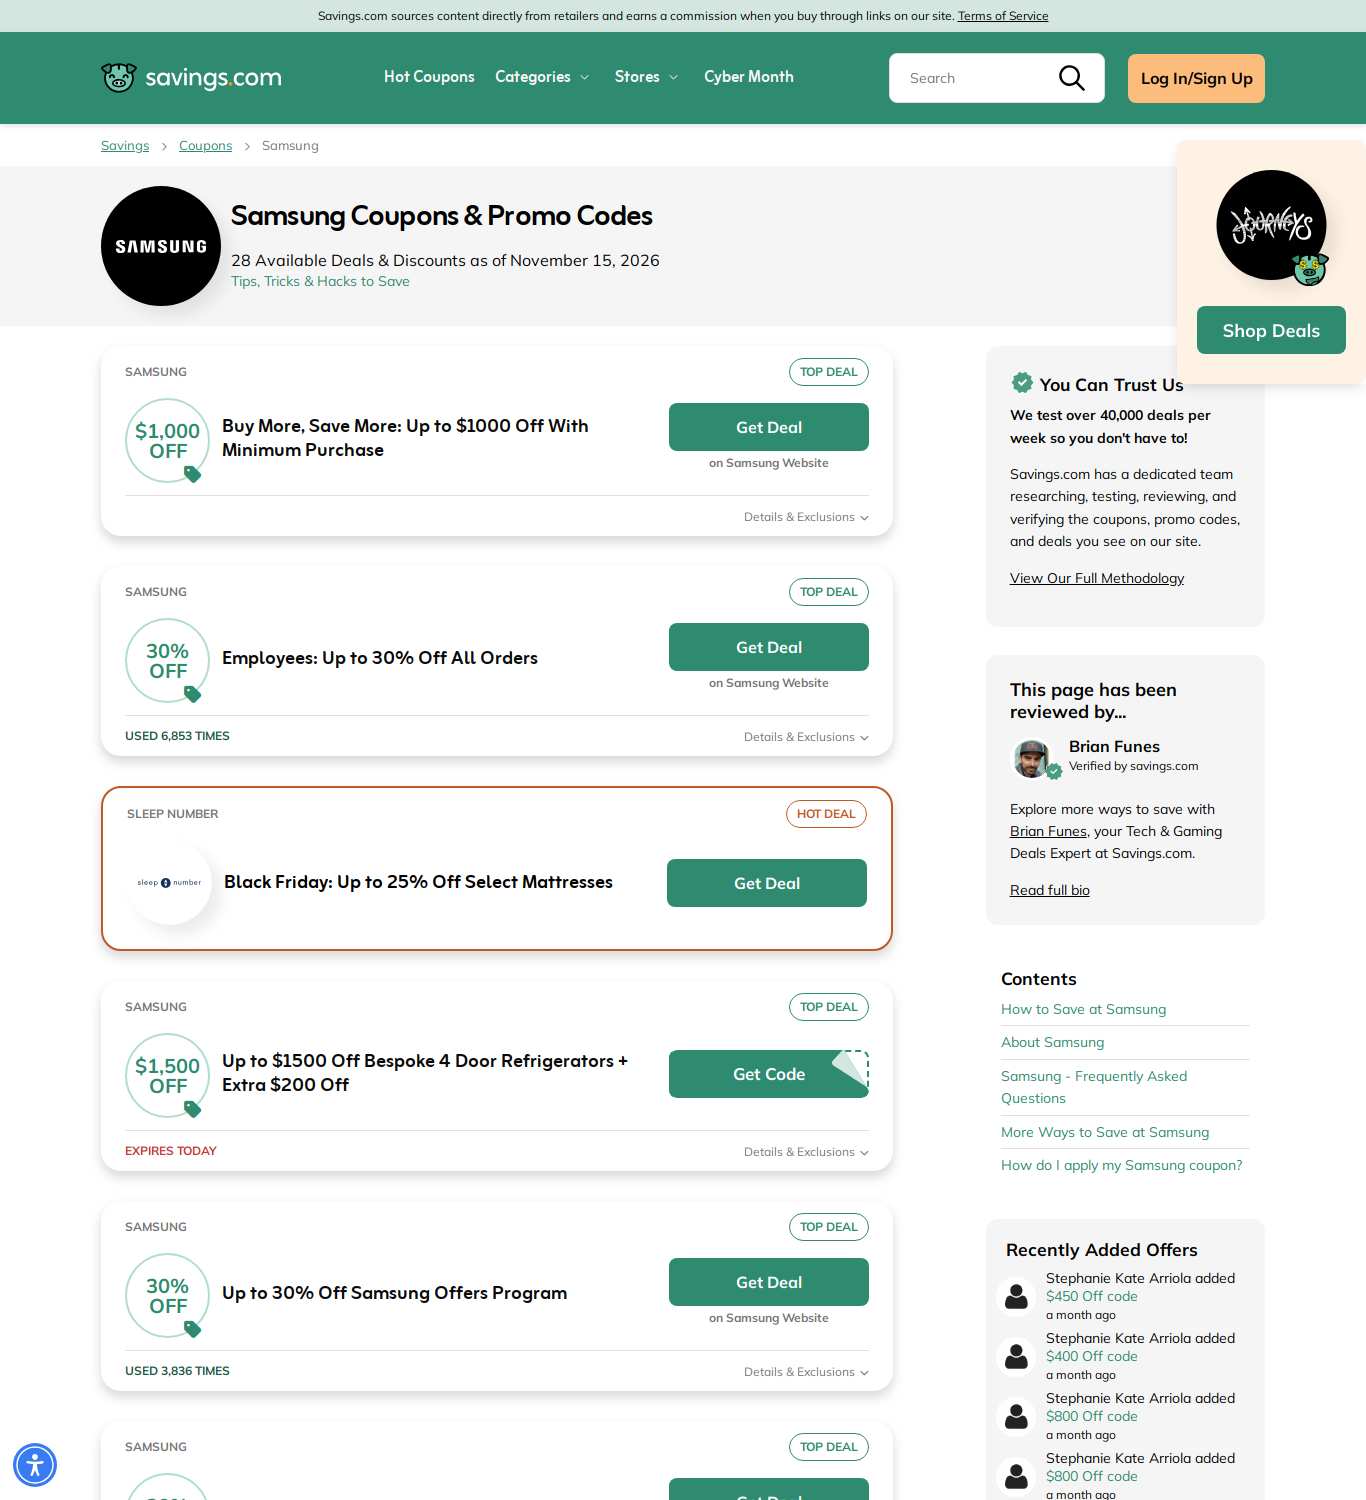 Savings.com sources content directly from retailers and earns a commission when you buy through links on our site. Terms of Service
savings.com
Hot Coupons
Categories
Stores
Cyber Month
Search
Log In/Sign Up
Savings
Coupons
Samsung
SAMSUNG
Samsung Coupons & Promo Codes
28 Available Deals & Discounts as of November 15, 2026
Tips, Tricks & Hacks to Save
JOURNEYS
Shop Deals
SAMSUNG
TOP DEAL
$1,000
OFF
Buy More, Save More: Up to $1000 Off With
Minimum Purchase
Get Deal
on Samsung Website
Details & Exclusions
SAMSUNG
TOP DEAL
30%
OFF
Employees: Up to 30% Off All Orders
Get Deal
on Samsung Website
USED 6,853 TIMES
Details & Exclusions
SLEEP NUMBER
HOT DEAL
sleep number
Black Friday: Up to 25% Off Select Mattresses
Get Deal
SAMSUNG
TOP DEAL
$1,500
OFF
Up to $1500 Off Bespoke 4 Door Refrigerators +
Extra $200 Off
Get Code
EXPIRES TODAY
Details & Exclusions
SAMSUNG
TOP DEAL
30%
OFF
Up to 30% Off Samsung Offers Program
Get Deal
on Samsung Website
USED 3,836 TIMES
Details & Exclusions
SAMSUNG
TOP DEAL
Get Deal
You Can Trust Us
We test over 40,000 deals per
week so you don't have to!
Savings.com has a dedicated team
researching, testing, reviewing, and
verifying the coupons, promo codes,
and deals you see on our site.
View Our Full Methodology
This page has been
reviewed by...
Brian Funes
Verified by savings.com
Explore more ways to save with
Brian Funes, your Tech & Gaming
Deals Expert at Savings.com.
Read full bio
Contents
How to Save at Samsung
About Samsung
Samsung - Frequently Asked
Questions
More Ways to Save at Samsung
How do I apply my Samsung coupon?
Recently Added Offers
Stephanie Kate Arriola added
$450 Off code
a month ago
Stephanie Kate Arriola added
$400 Off code
a month ago
Stephanie Kate Arriola added
$800 Off code
a month ago
Stephanie Kate Arriola added
$800 Off code
a month ago